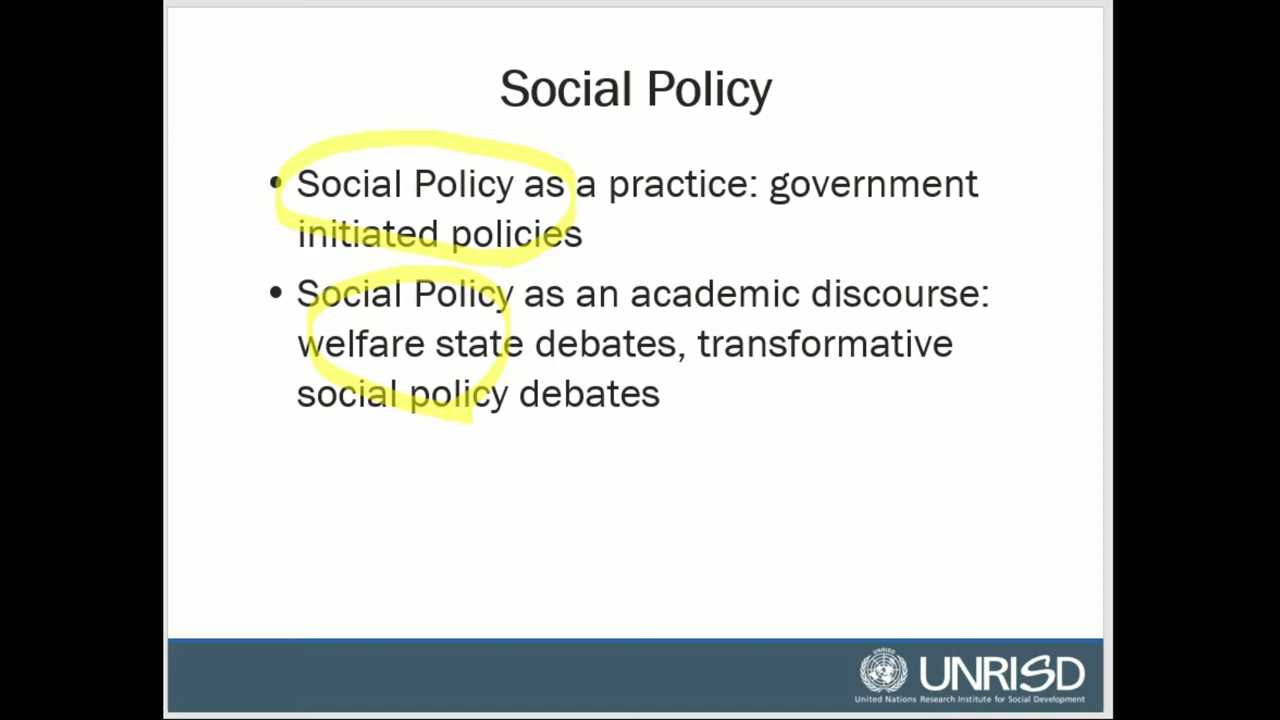 Social Policy
• Social Policy as a practice: government
initiated policies
• Social Policy as an academic discourse:
welfare state debates, transformative
social policy debates
UNRISD
UNRISD
United Nations Research Institute for Social Development